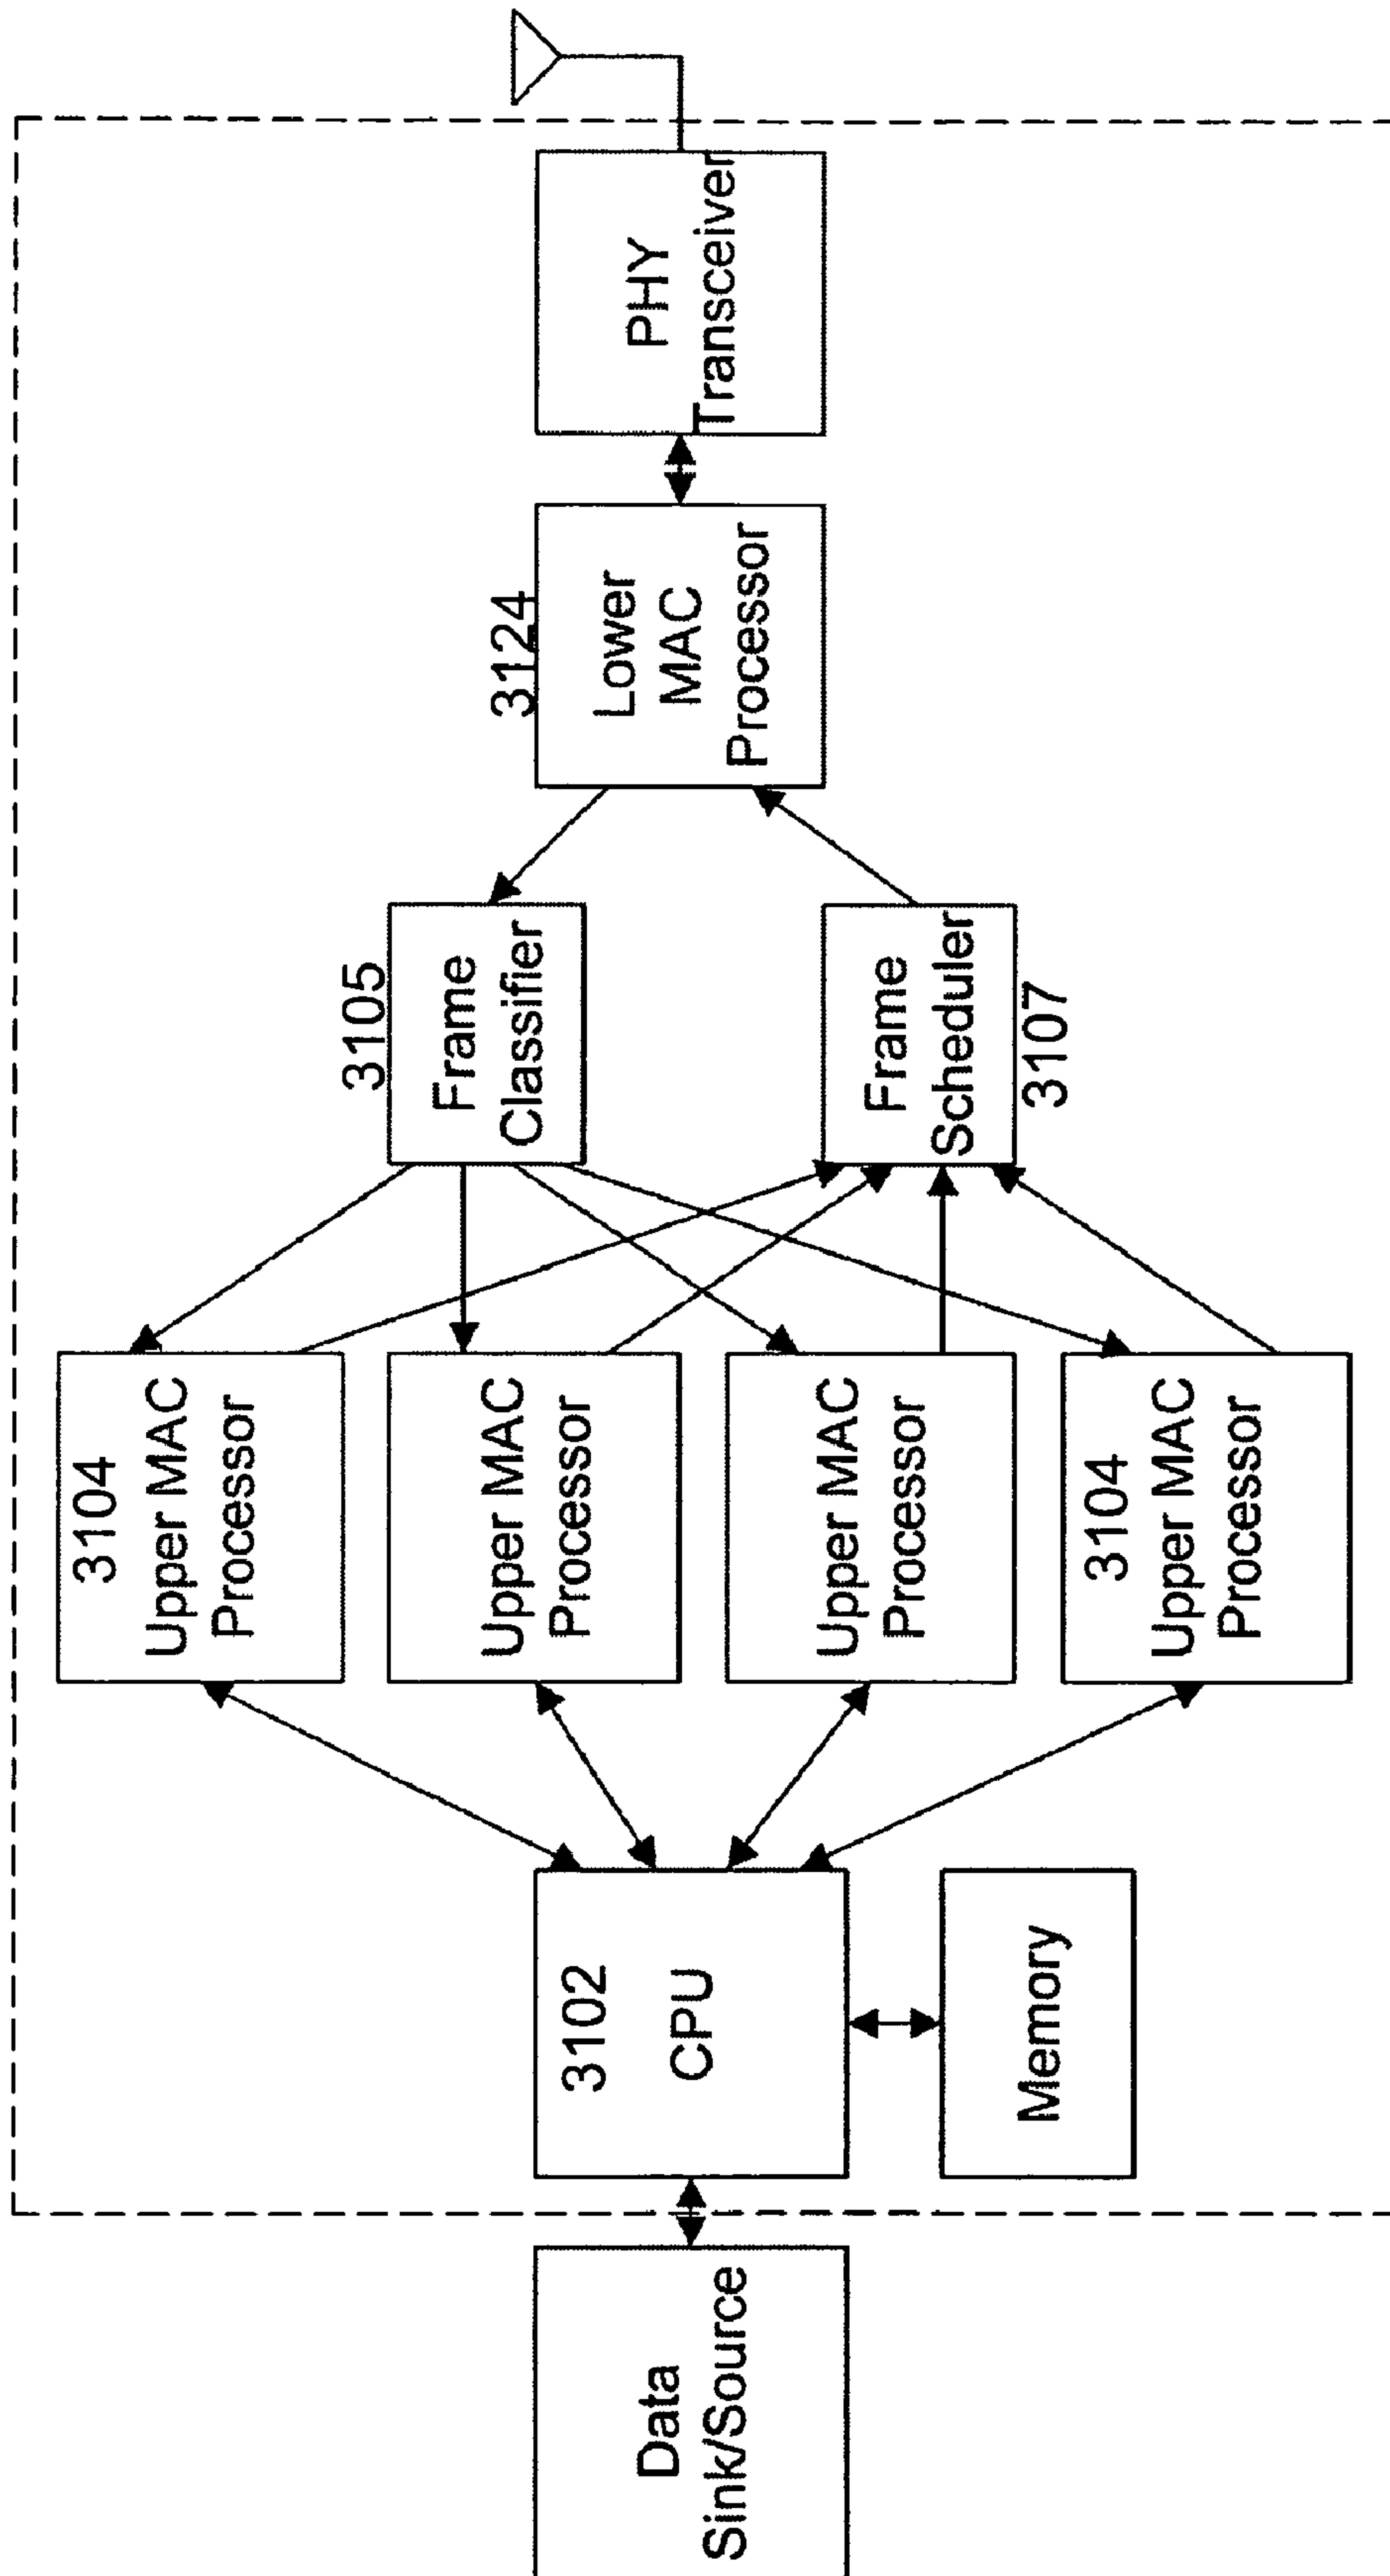 Data
Sink/Source
3102
CPU
Memory
3104
Upper MAC
Processor
Upper MAC
Processor
Upper MAC
Processor
3104
Upper MAC
Processor
3105
Frame
Classifier
Frame
Scheduler
3107
3124
Lower
MAC
Processor
PHY
Transceiver